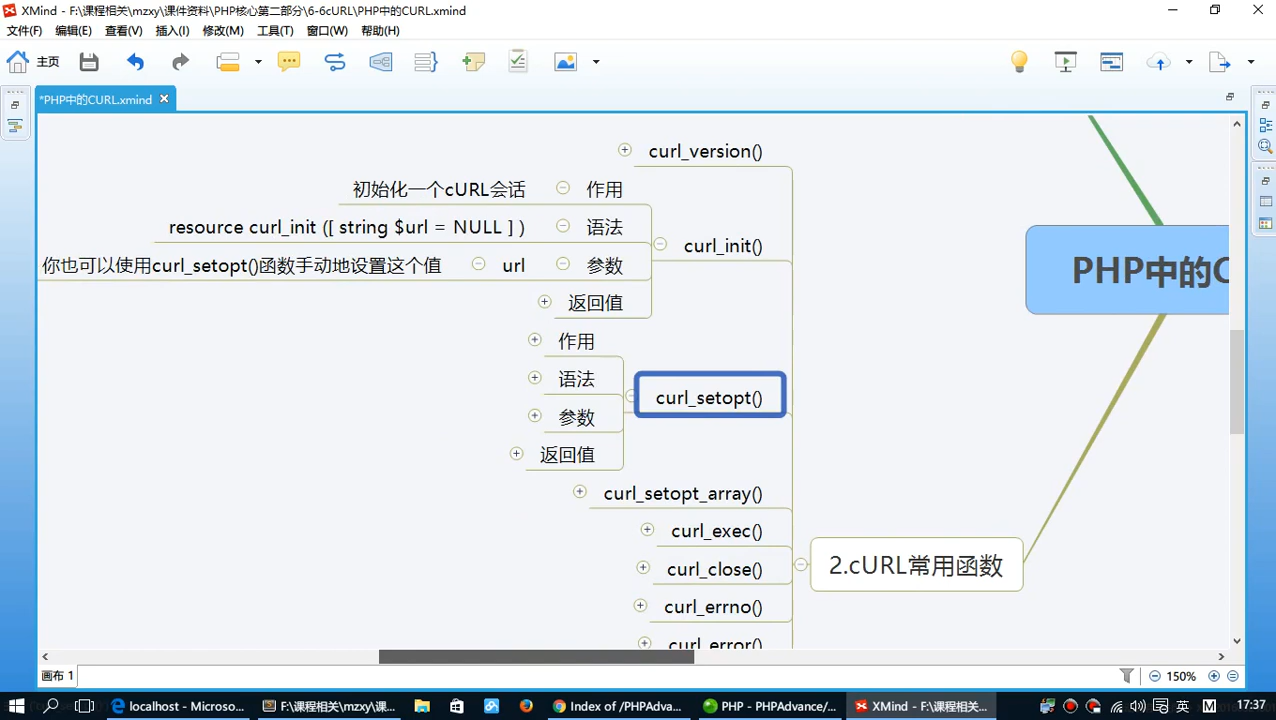 XMind - F:\课程相关\mzxy\课件资料\PHP核心第二部分\6-6cURL\PHP中的CURL.xmind
文件(F) 编辑(E) 查看(V) 插入(I) 修改(M) 工具(T) 窗口(W) 帮助(H)
主页
*PHP中的CURL.xmind
curl_version()
初始化一个cURL会话 作用
resource curl_init ([ string $url = NULL ] ) 语法
curl_init()
你也可以使用curl_setopt()函数手动地设置这个值 url 参数
返回值
作用
语法
curl_setopt()
参数
返回值
curl_setopt_array()
curl_exec()
curl_close()
curl_errno()
curl_error()
PHP中的C
2.cURL常用函数
画布 1
150%
localhost - Microso...
F:\课程相关\mzxy\课...
Index of /PHPAdva...
PHP - PHPAdvance/...
XMind - F:\课程相关...
英
M
17:37